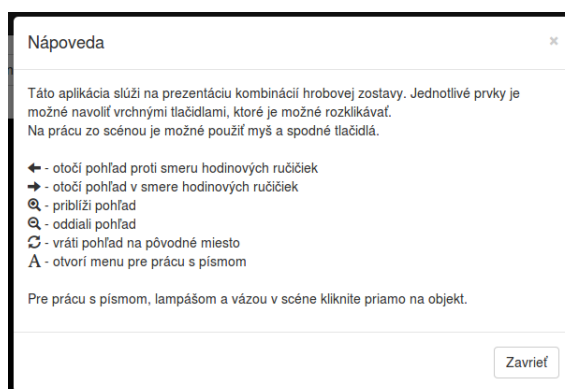 Nápoveda
×
Táto aplikácia slúži na prezentáciu kombinácií hrobovej zostavy. Jednotlivé prvky je
možné navoliť vrchnými tlačidlami, ktoré je možné rozklikávať.
Na prácu zo scénou je možné použiť myš a spodné tlačidlá.
- otočí pohľad proti smeru hodinových ručičiek
- otočí pohľad v smere hodinových ručičiek
- priblíži pohľad
- oddiali pohľad
- vráti pohľad na pôvodné miesto
A - otvorí menu pre prácu s písmom
Pre prácu s písmom, lampášom a vázou v scéne kliknite priamo na objekt.
Zavrieť